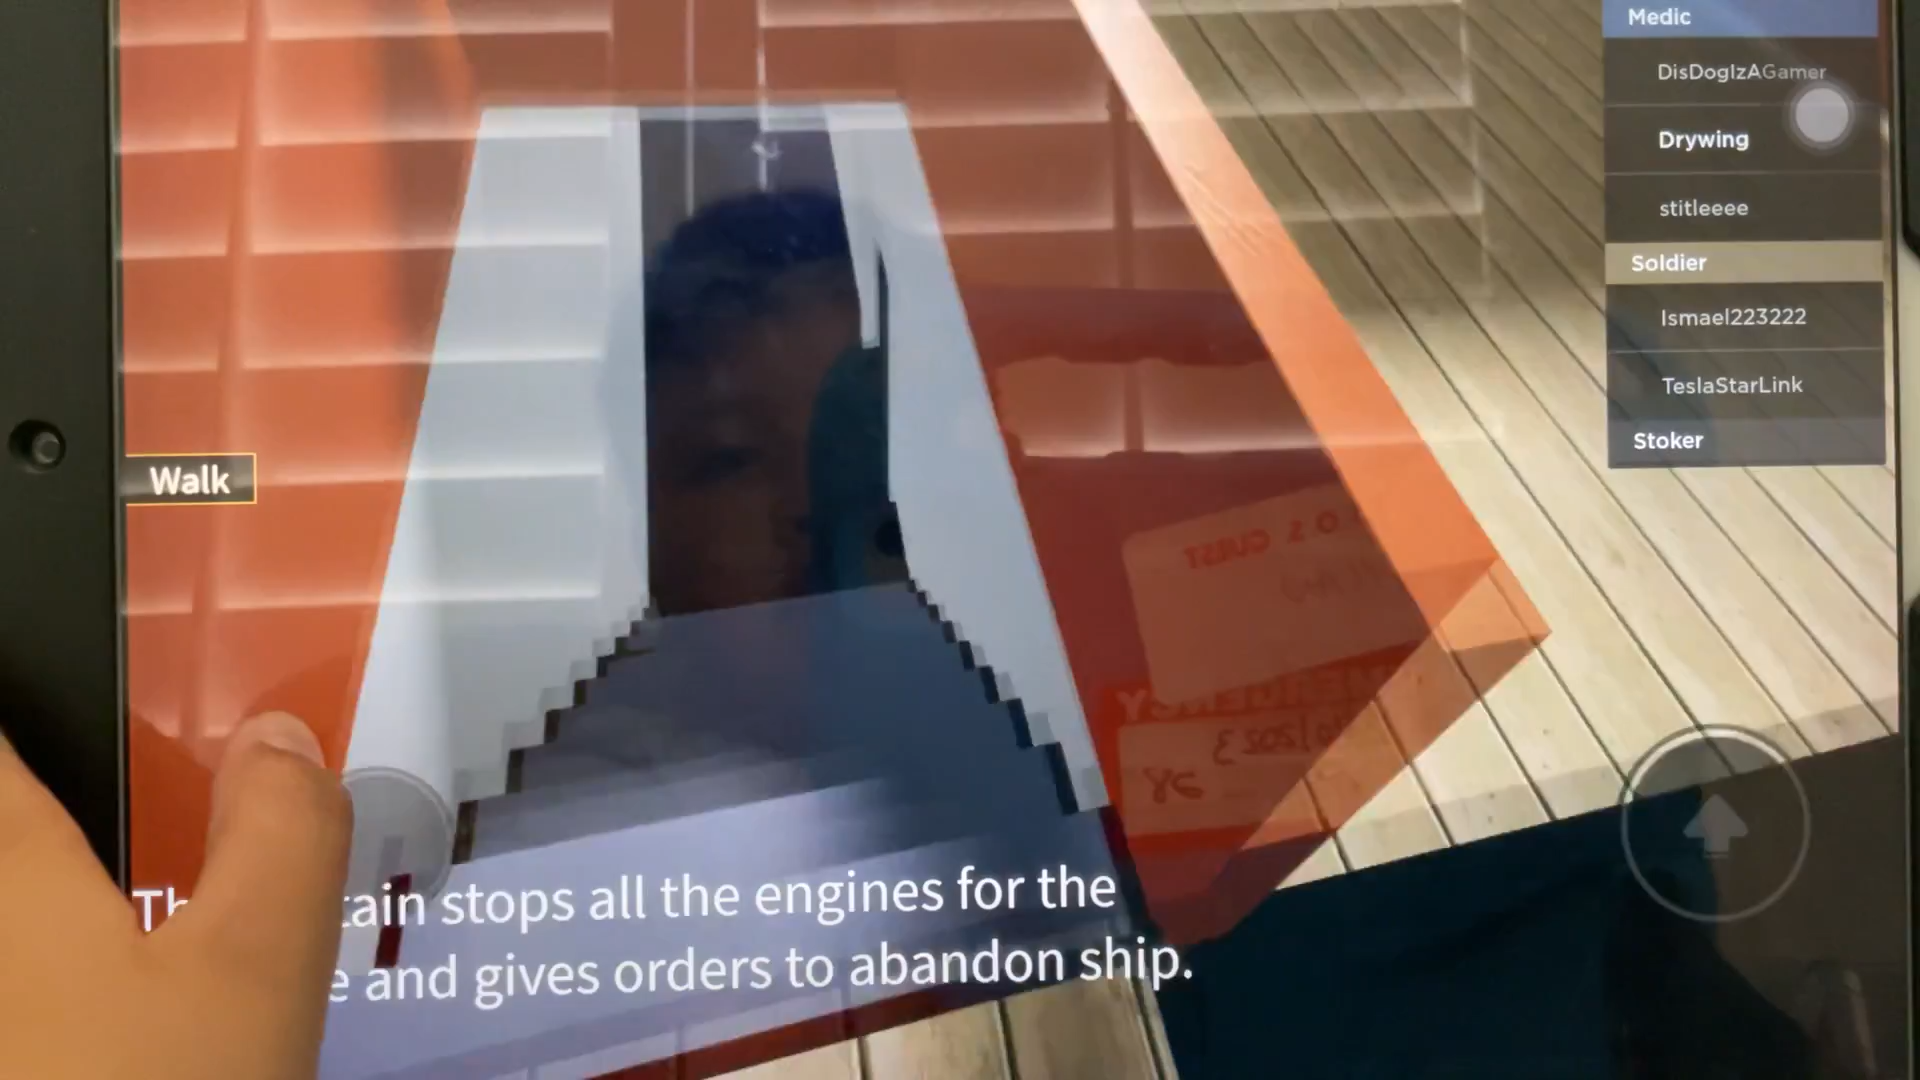 Medic
DisDogIzAGamer
Drywing
stitleeee
Soldier
Ismael223222
TeslaStarLink
Stoker
Walk
stops all the engines for the
and gives orders to abandon ship.
GUEST